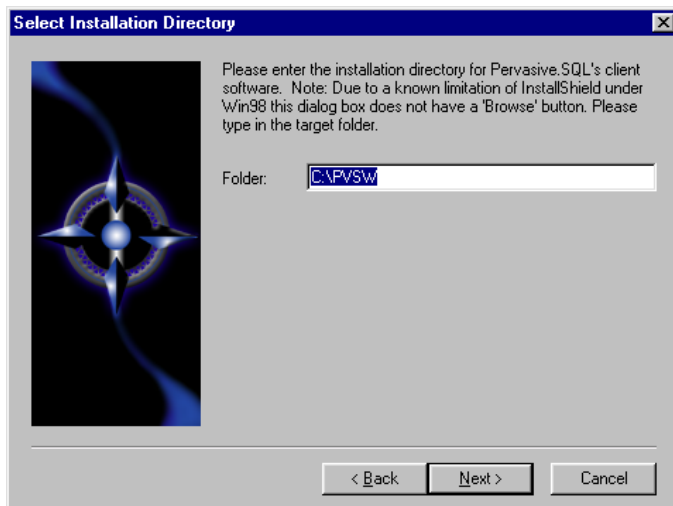 Select Installation Directory
Please enter the installation directory for Pervasive.SQL's client
software.  Note: Due to a known limitation of InstallShield under
Win98 this dialog box does not have a 'Browse' button. Please
type in the target folder.
Folder: C:\PVSW
< Back Next > Cancel